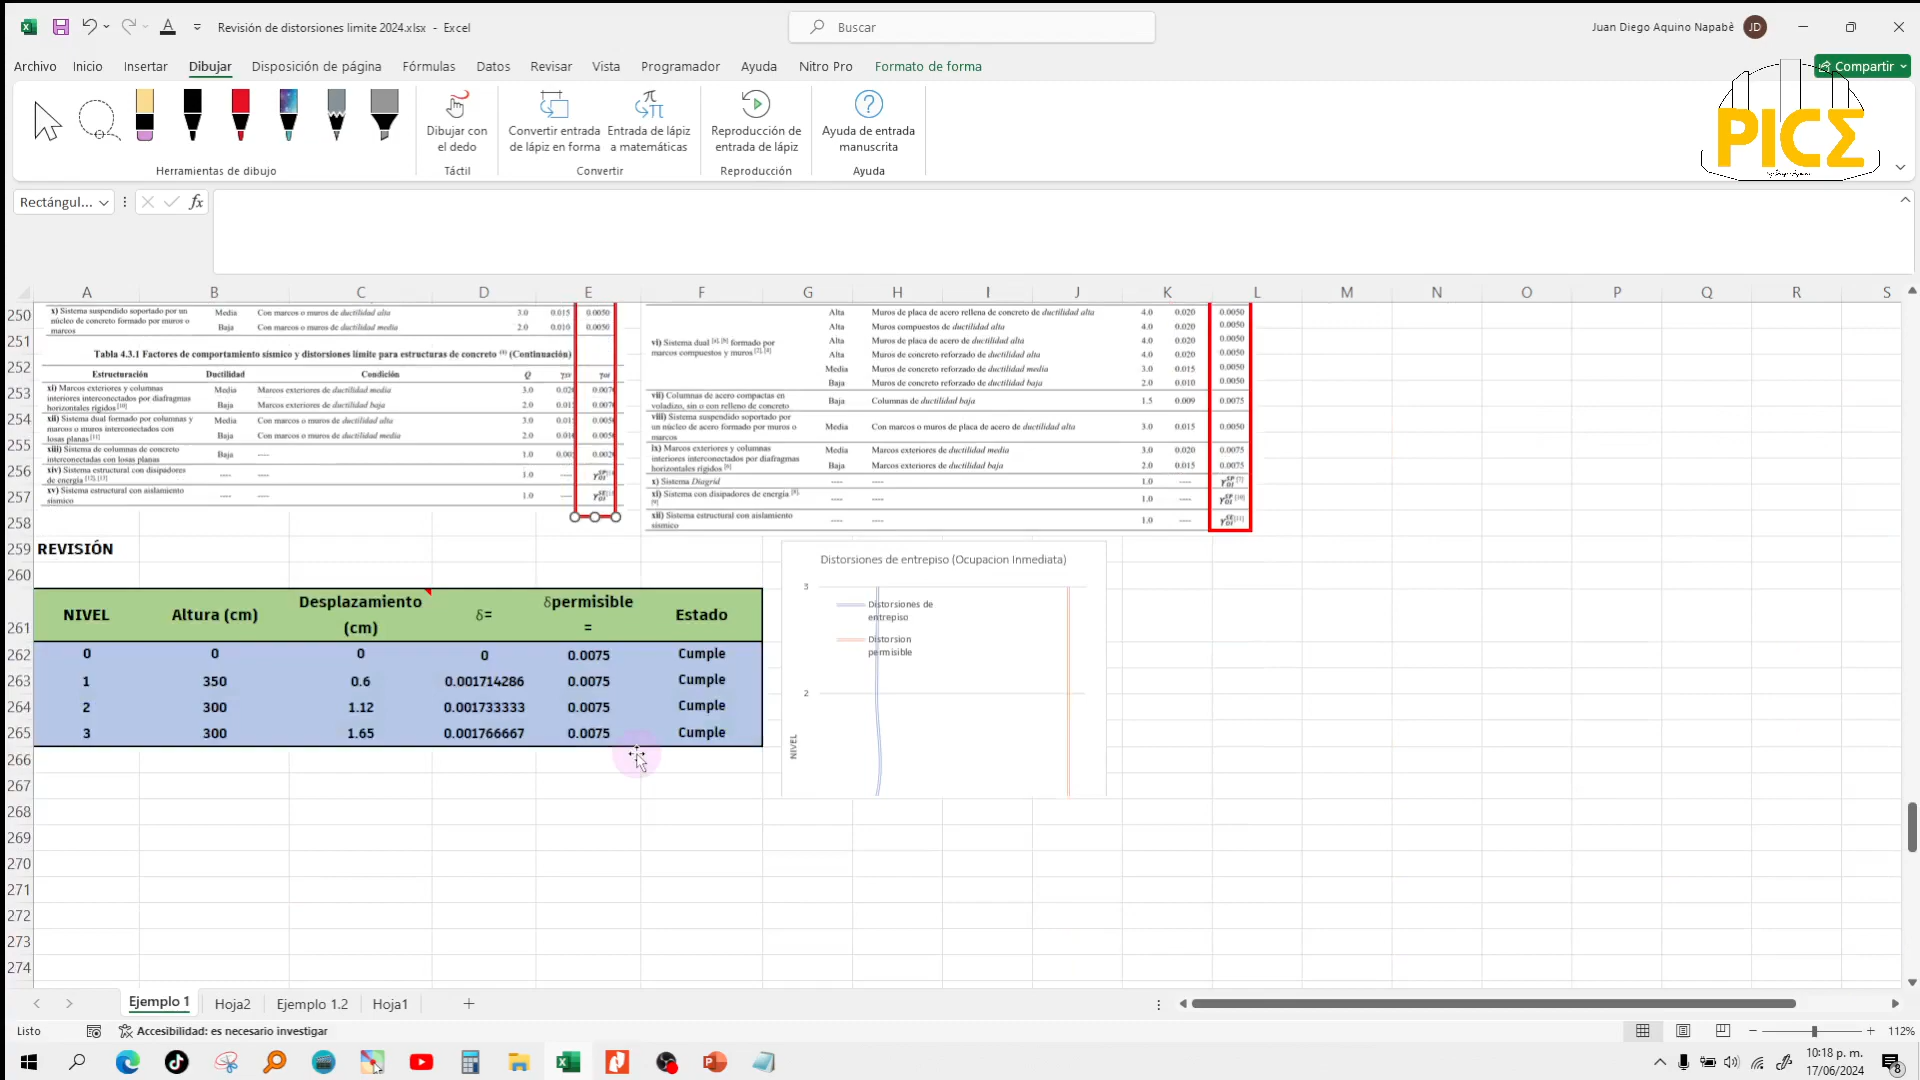 Revisión de distorsiones limite 2024.xlsx - Excel
Buscar
Juan Diego Aquino Napabè
JD
Archivo
Inicio
Insertar
Dibujar
Disposición de página
Fórmulas
Datos
Revisar
Vista
Programador
Ayuda
Nitro Pro
Formato de forma
Compartir
Dibujar con
el dedo
Convertir entrada
de lápiz en forma
Entrada de lápiz
a matemáticas
Reproducción de
entrada de lápiz
Ayuda de entrada
manuscrita
Herramientas de dibujo
Táctil
Convertir
Reproducción
Ayuda
PICΣ
Rectángul...
fx
A B C D E F G H I J K L M N O P Q R S
250
251
252
253
254
255
256
257
258
259
260
261
262
263
264
265
266
267
268
269
270
271
272
273
274
x) Sistema suspendido soportado por un
núcleo de concreto formado por muros o
marcos
Media Con marcos o muros de ductilidad alta 3.0 0.015 0.0050
Baja Con marcos o muros de ductilidad media 2.0 0.010 0.0050
Tabla 4.3.1 Factores de comportamiento sísmico y distorsiones límite para estructuras de concreto (1) (Continuación)
Estructuración Ductilidad Condición Q
xi) Marcos exteriores y columnas
interiores interconectados por diafragmas
horizontales rígidos [10]
Media Marcos exteriores de ductilidad media 3.0
Baja Marcos exteriores de ductilidad baja 2.0
xii) Sistema dual formado por columnas y
marcos o muros interconectados con
losas planas [11]
Media Con marcos o muros de ductilidad alta 3.0
Baja Con marcos o muros de ductilidad media 2.0
xiii) Sistema de columnas de concreto
interconectadas con losas planas
Baja ---- 1.0
xiv) Sistema estructural con disipadores
de energía [12], [13]
---- ---- 1.0 ----
xv) Sistema estructural con aislamiento
sísmico
---- ---- 1.0 ----
vi) Sistema dual [4], [6] formado por
marcos compuestos y muros [2], [4]
Alta Muros de placa de acero rellena de concreto de ductilidad alta 4.0 0.020 0.0050
Alta Muros compuestos de ductilidad alta 4.0 0.020 0.0050
Alta Muros de placa de acero de ductilidad alta 4.0 0.020 0.0050
Alta Muros de concreto reforzado de ductilidad alta 4.0 0.020 0.0050
Media Muros de concreto reforzado de ductilidad media 3.0 0.015 0.0050
Baja Muros de concreto reforzado de ductilidad baja 2.0 0.010 0.0050
vii) Columnas de acero compactas en
voladizo, sin o con relleno de concreto
Baja Columnas de ductilidad baja 1.5 0.009 0.0075
viii) Sistema suspendido soportado por
un núcleo de acero formado por muros o
marcos
Media Con marcos o muros de placa de acero de ductilidad alta 3.0 0.015 0.0050
ix) Marcos exteriores y columnas
interiores interconectados por diafragmas
horizontales rígidos [6]
Media Marcos exteriores de ductilidad media 3.0 0.020 0.0075
Baja Marcos exteriores de ductilidad baja 2.0 0.015 0.0075
x) Sistema Diagrid ---- ---- 1.0 ----
xi) Sistema con disipadores de energía [8],
[9]
---- ---- 1.0 ----
xii) Sistema estructural con aislamiento
sísmico
---- ---- 1.0 ----
REVISIÓN
NIVEL Altura (cm) Desplazamiento (cm) δ= δpermisible = Estado
0 0 0 0 0.0075 Cumple
1 350 0.6 0.001714286 0.0075 Cumple
2 300 1.12 0.001733333 0.0075 Cumple
3 300 1.65 0.001766667 0.0075 Cumple
Distorsiones de entrepiso (Ocupacion Inmediata)
3
Distorsiones de
entrepiso
Distorsion
permisible
2
NIVEL
Ejemplo 1
Hoja2
Ejemplo 1.2
Hoja1
Listo
Accesibilidad: es necesario investigar
112%
10:18 p. m.
17/06/2024
8